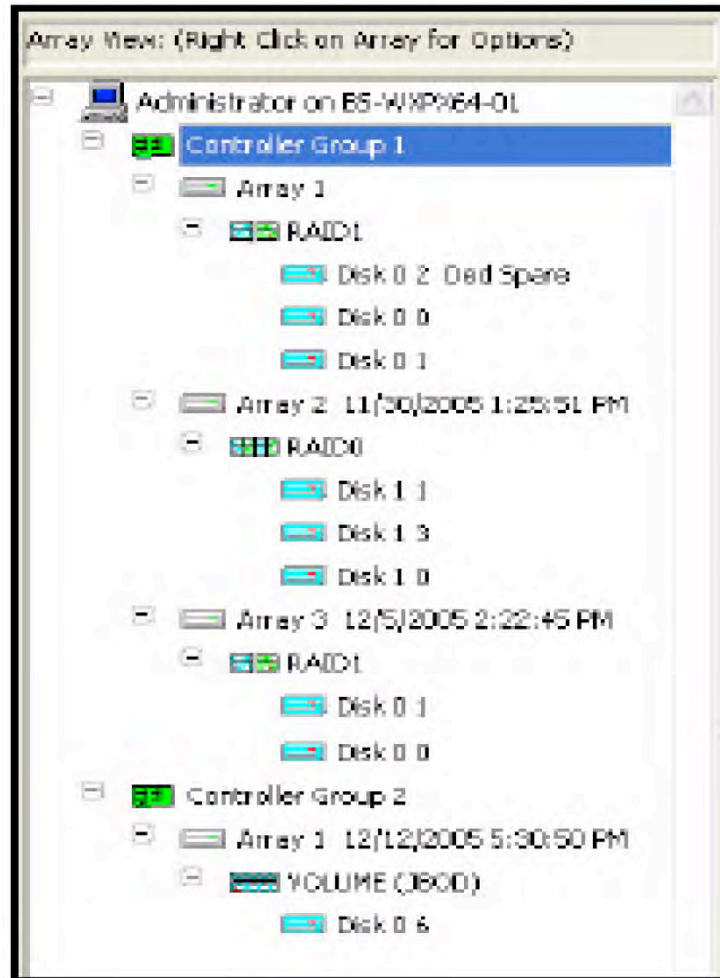 Array View: (Right Click on Array for Options)
Administrator on B5-WXPX64-01
Controller Group 1
Array 1
RAID1
Disk 0 2 Ded Spare
Disk 0 0
Disk 0 1
Array 2 11/30/2005 1:25:51 PM
RAID0
Disk 1 1
Disk 1 3
Disk 1 0
Array 3 12/5/2005 2:22:45 PM
RAID1
Disk 0 1
Disk 0 0
Controller Group 2
Array 1 12/12/2005 5:30:50 PM
VOLUME (JBOD)
Disk 0 6